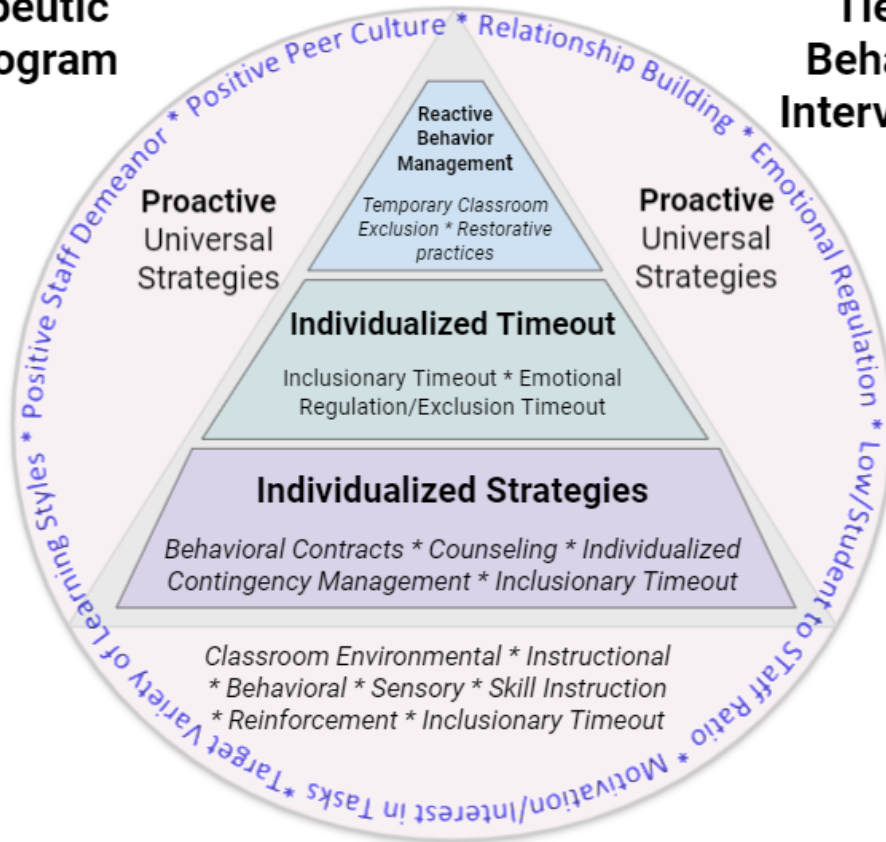 peutic
ogram
Tie
Beha
Interv
Positive Peer Culture * Relationship Building * Emotional Regulation * Low/Student to STaff Ratio * Motivation/Interest in Tasks *Target Variety of Learning Styles * Positive Staff Demeanor *
Reactive
Behavior
Management
Temporary Classroom
Exclusion * Restorative
practices
Proactive
Universal
Strategies
Proactive
Universal
Strategies
Individualized Timeout
Inclusionary Timeout * Emotional
Regulation/Exclusion Timeout
Individualized Strategies
Behavioral Contracts * Counseling * Individualized
Contingency Management * Inclusionary Timeout
Classroom Environmental * Instructional
* Behavioral * Sensory * Skill Instruction
* Reinforcement * Inclusionary Timeout